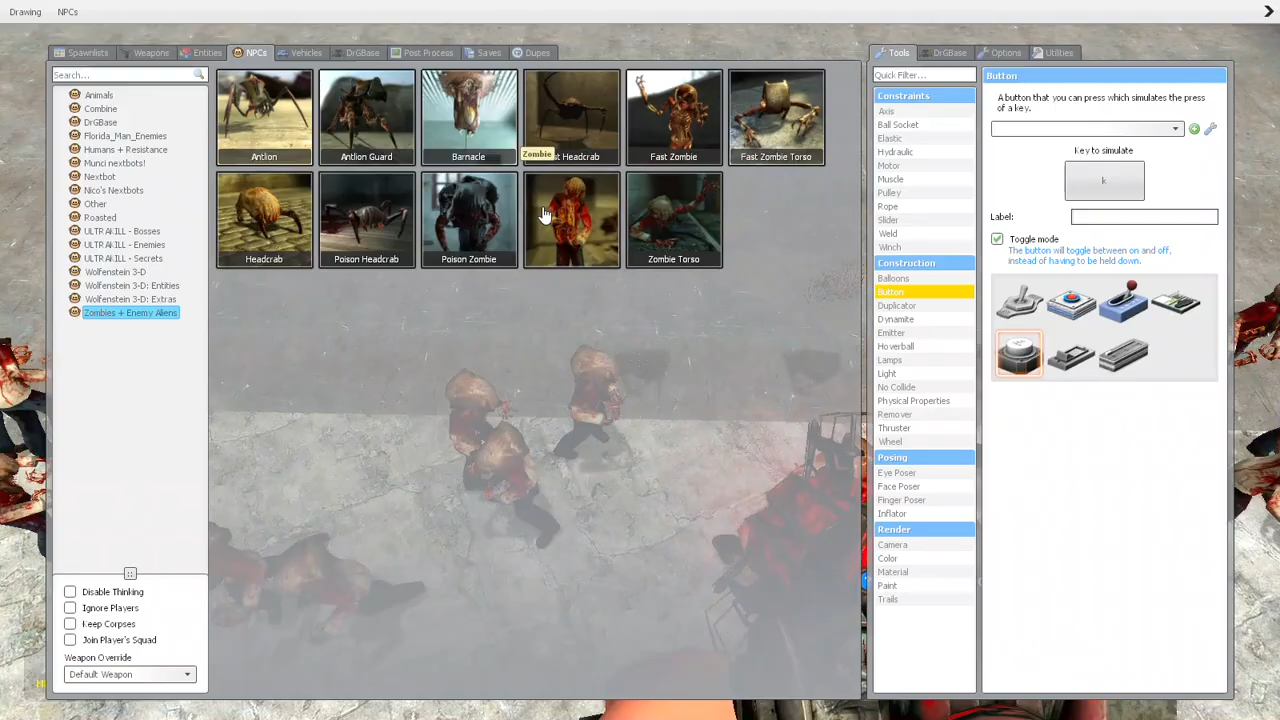 Drawing NPCs
Spawnlists Weapons Entities NPCs Vehicles DrGBase Post Process Saves Dupes
Search...
Animals
Combine
DrGBase
Florida_Man_Enemies
Humans + Resistance
Munci nextbots!
Nextbot
Nico's Nextbots
Other
Roasted
ULTRAKILL - Bosses
ULTRAKILL - Enemies
ULTRAKILL - Secrets
Wolfenstein 3-D
Wolfenstein 3-D: Entities
Wolfenstein 3-D: Extras
Zombies + Enemy Aliens
Disable Thinking
Ignore Players
Keep Corpses
Join Player's Squad
Weapon Override
Default Weapon
Antlion Antlion Guard Barnacle Headcrab Fast Zombie Fast Zombie Torso
Zombie
Headcrab Poison Headcrab Poison Zombie Zombie Torso
Tools DrGBase Options Utilities
Quick Filter...
Constraints
Axis
Ball Socket
Elastic
Hydraulic
Motor
Muscle
Pulley
Rope
Slider
Weld
Winch
Construction
Balloons
Button
Duplicator
Dynamite
Emitter
Hoverball
Lamps
Light
No Collide
Physical Properties
Remover
Thruster
Wheel
Posing
Eye Poser
Face Poser
Finger Poser
Inflator
Render
Camera
Color
Material
Paint
Trails
Button
A button that you can press which simulates the press
of a key.
Key to simulate
k
Label:
Toggle mode
The button will toggle between on and off,
instead of having to be held down.